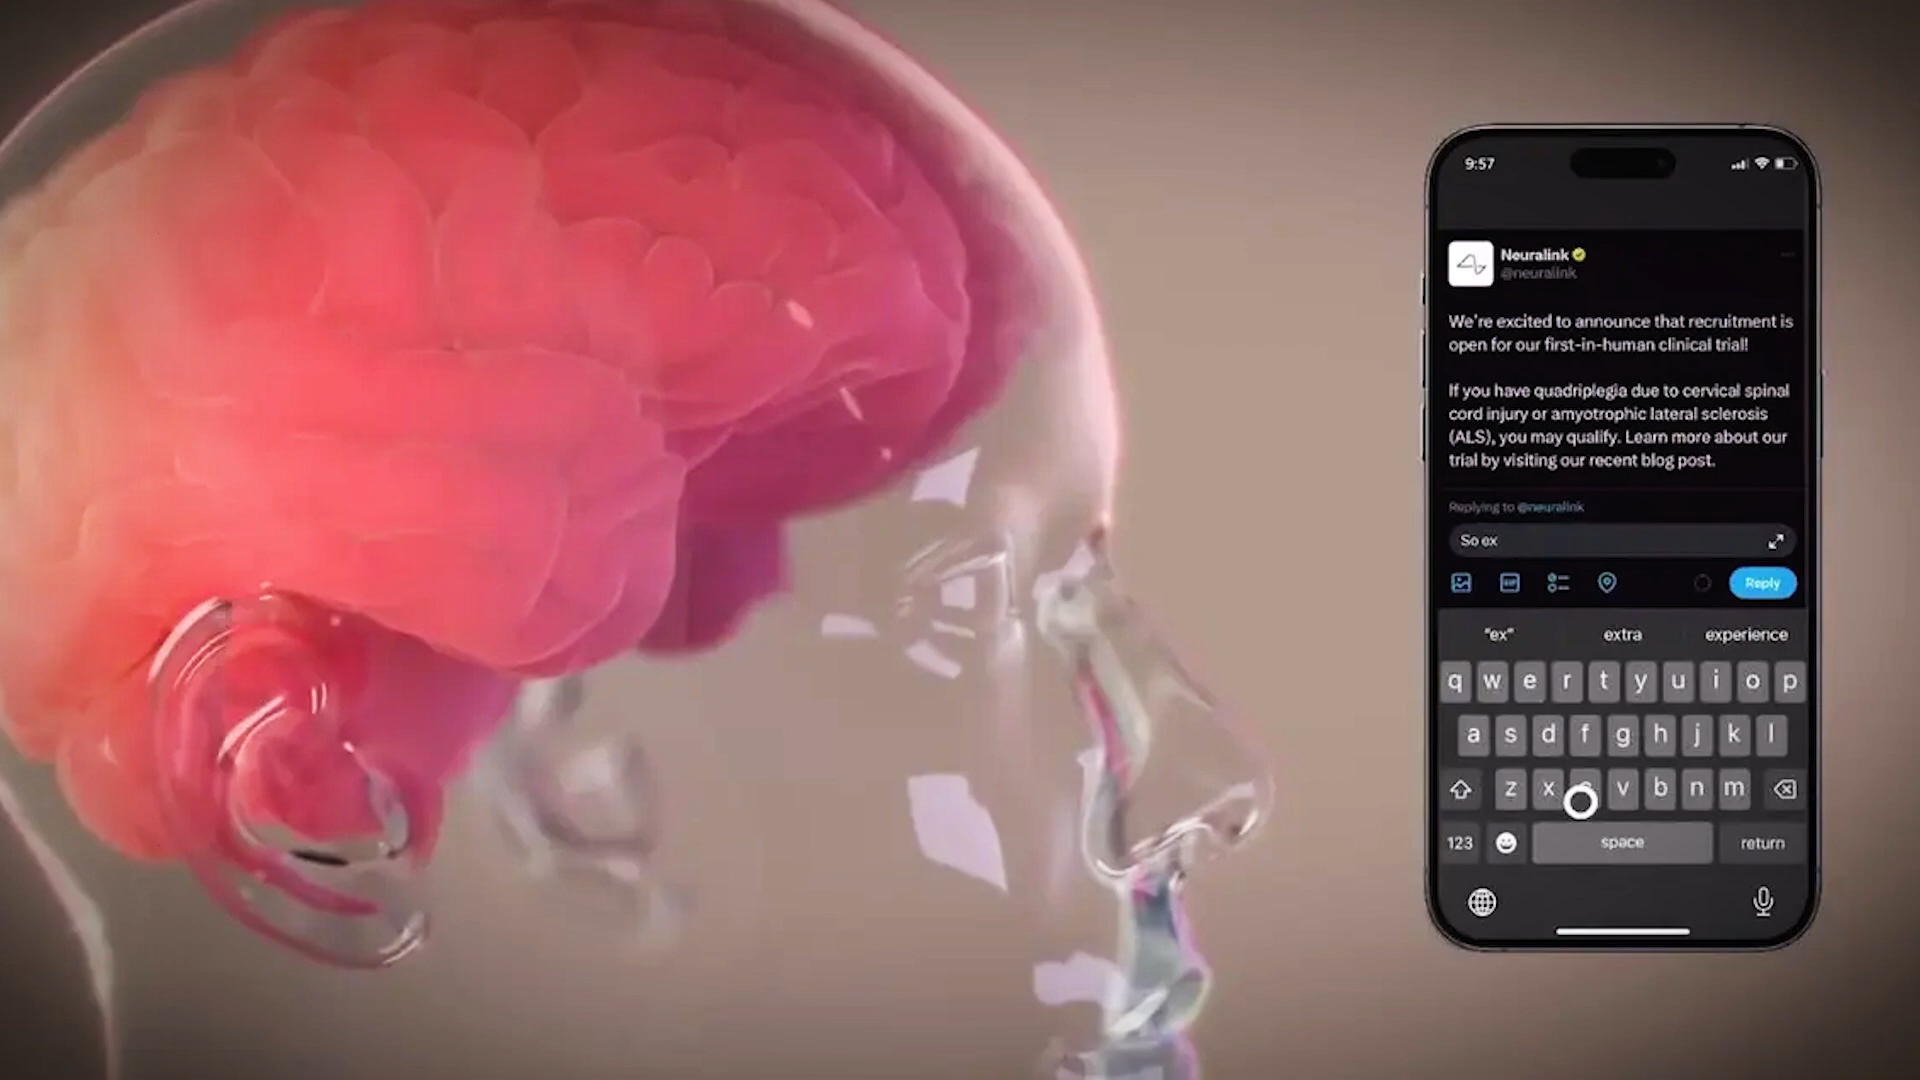 9:57
Neuralink
@neuralink
We're excited to announce that recruitment is
open for our first-in-human clinical trial!
If you have quadriplegia due to cervical spinal
cord injury or amyotrophic lateral sclerosis
(ALS), you may qualify. Learn more about our
trial by visiting our recent blog post.
Replying to @neuralink
So ex
GIF
Reply
"ex" extra experience
q w e r t y u i o p
a s d f g h j k l
z x c v b n m
123 space return